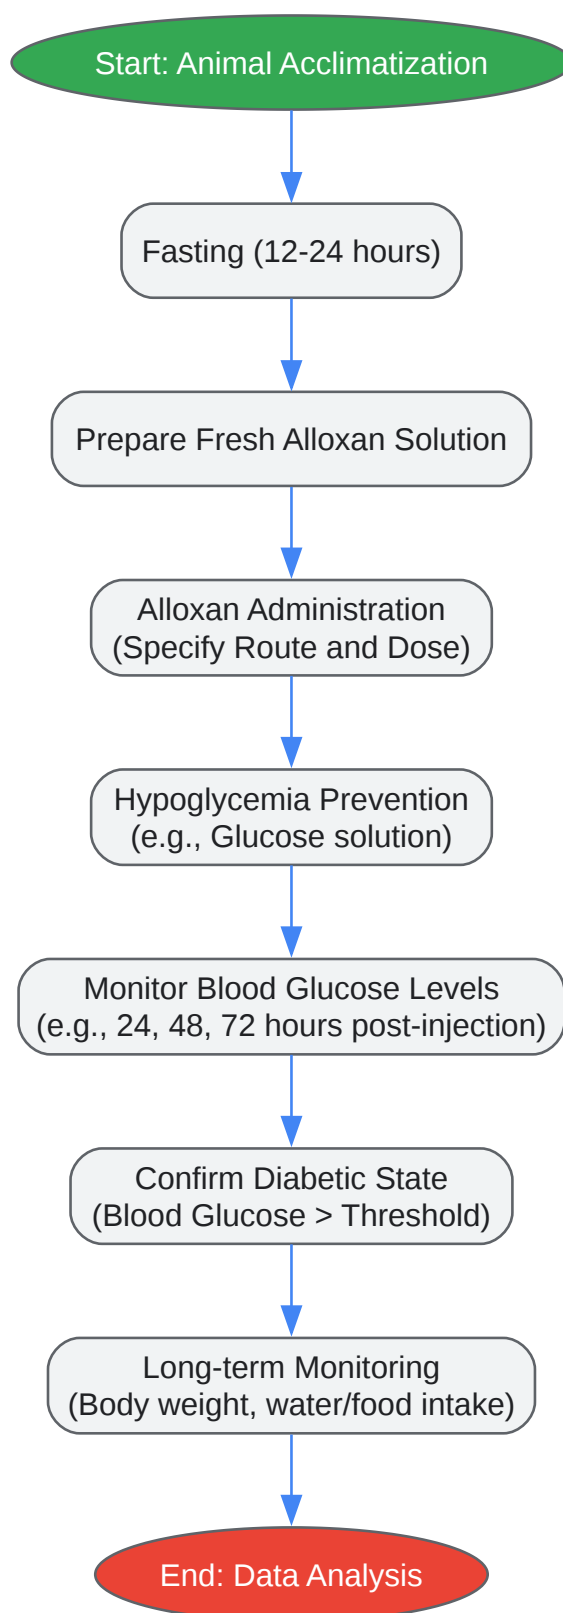 Start: Animal Acclimatization
Fasting (12-24 hours)
Prepare Fresh Alloxan Solution
Alloxan Administration
(Specify Route and Dose)
Hypoglycemia Prevention
(e.g., Glucose solution)
Monitor Blood Glucose Levels
(e.g., 24, 48, 72 hours post-injection)
Confirm Diabetic State
(Blood Glucose > Threshold)
Long-term Monitoring
(Body weight, water/food intake)
End: Data Analysis